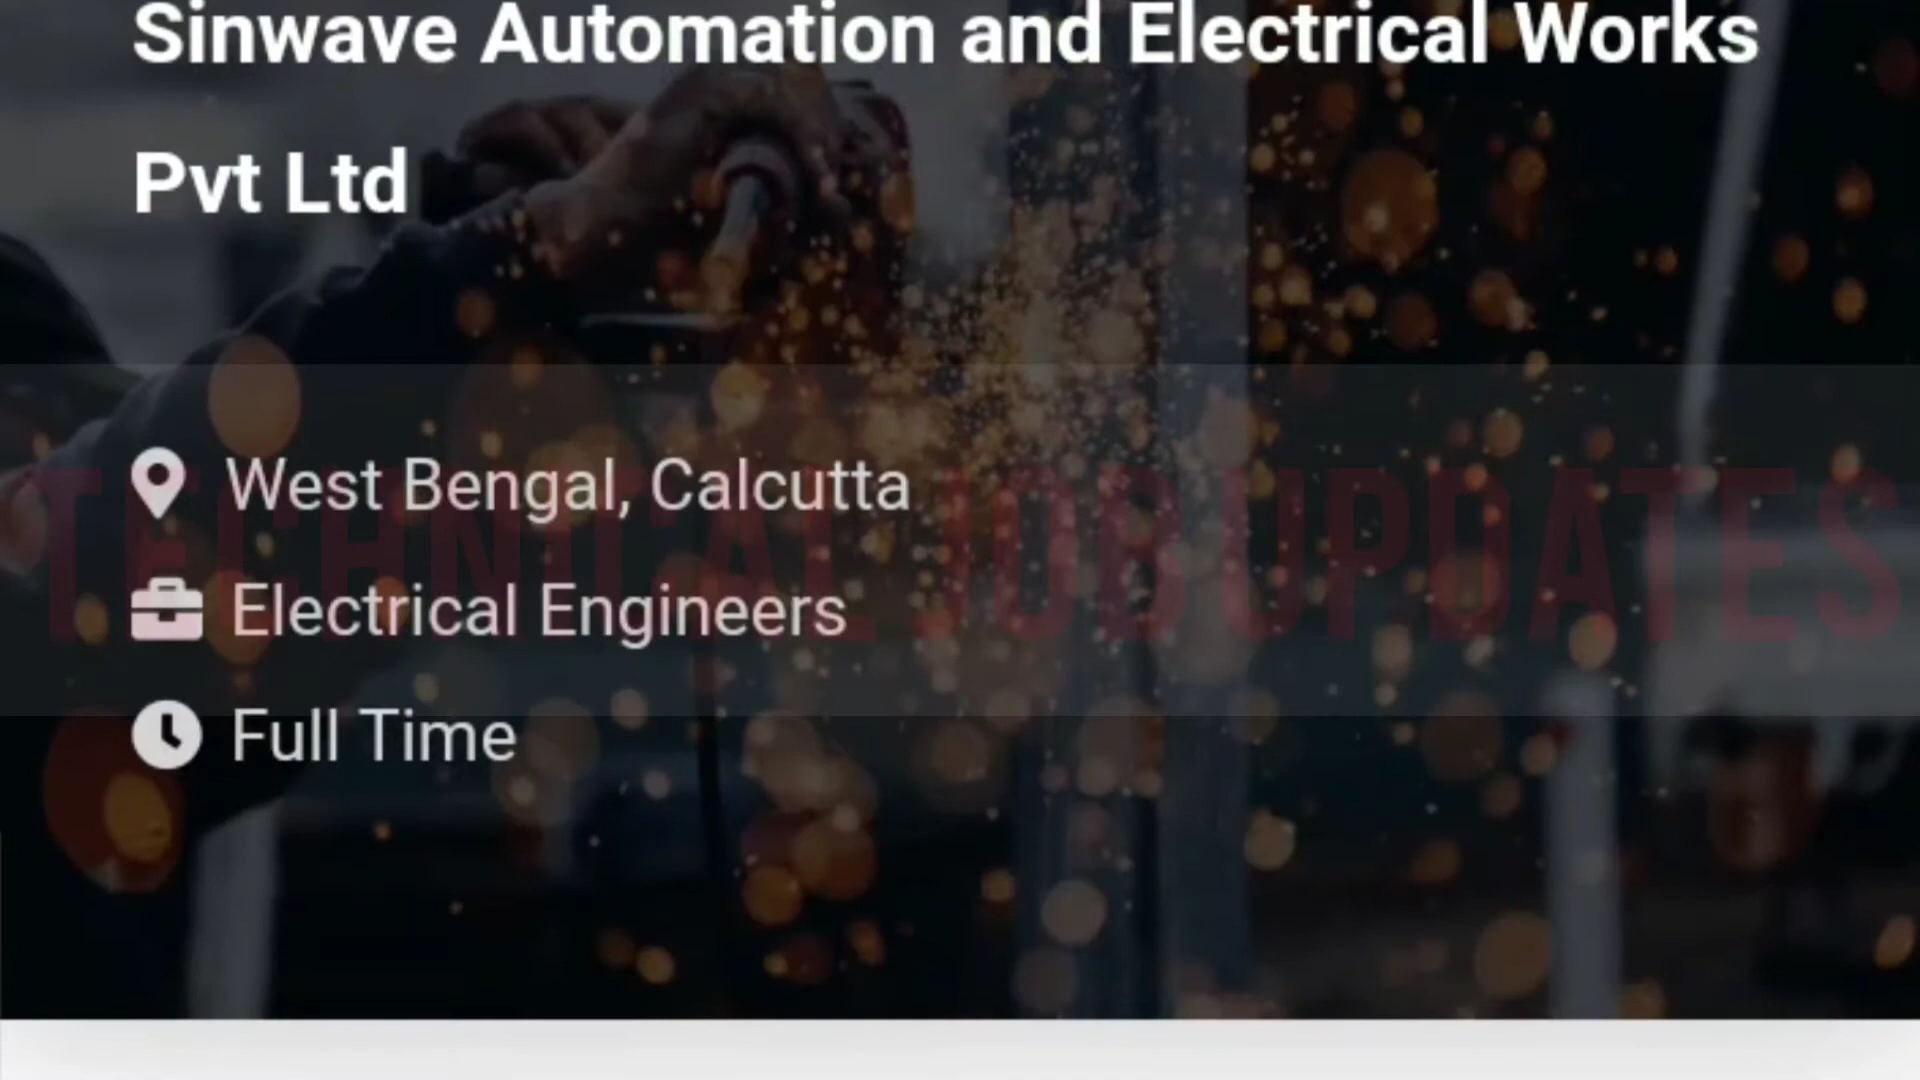 Sinwave Automation and Electrical Works
Pvt Ltd
West Bengal, Calcutta
TECHNICAL JOB UPDATES
Electrical Engineers
Full Time